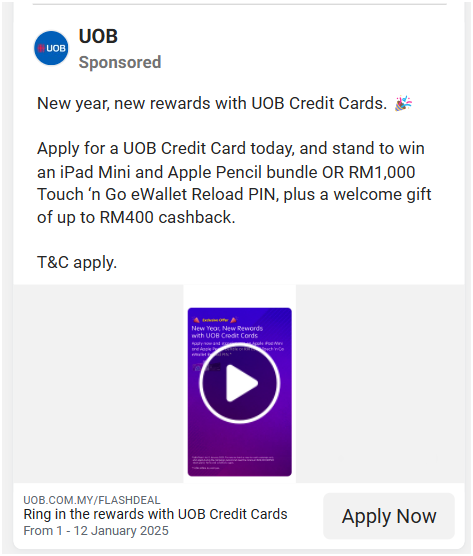 UOB
UOB
Sponsored
New year, new rewards with UOB Credit Cards. 🎉
Apply for a UOB Credit Card today, and stand to win
an iPad Mini and Apple Pencil bundle OR RM1,000
Touch ‘n Go eWallet Reload PIN, plus a welcome gift
of up to RM400 cashback.
T&C apply.
Exclusive Offer
New Year, New Rewards
with UOB Credit Cards
UOB.COM.MY/FLASHDEAL
Ring in the rewards with UOB Credit Cards
From 1 - 12 January 2025
Apply Now